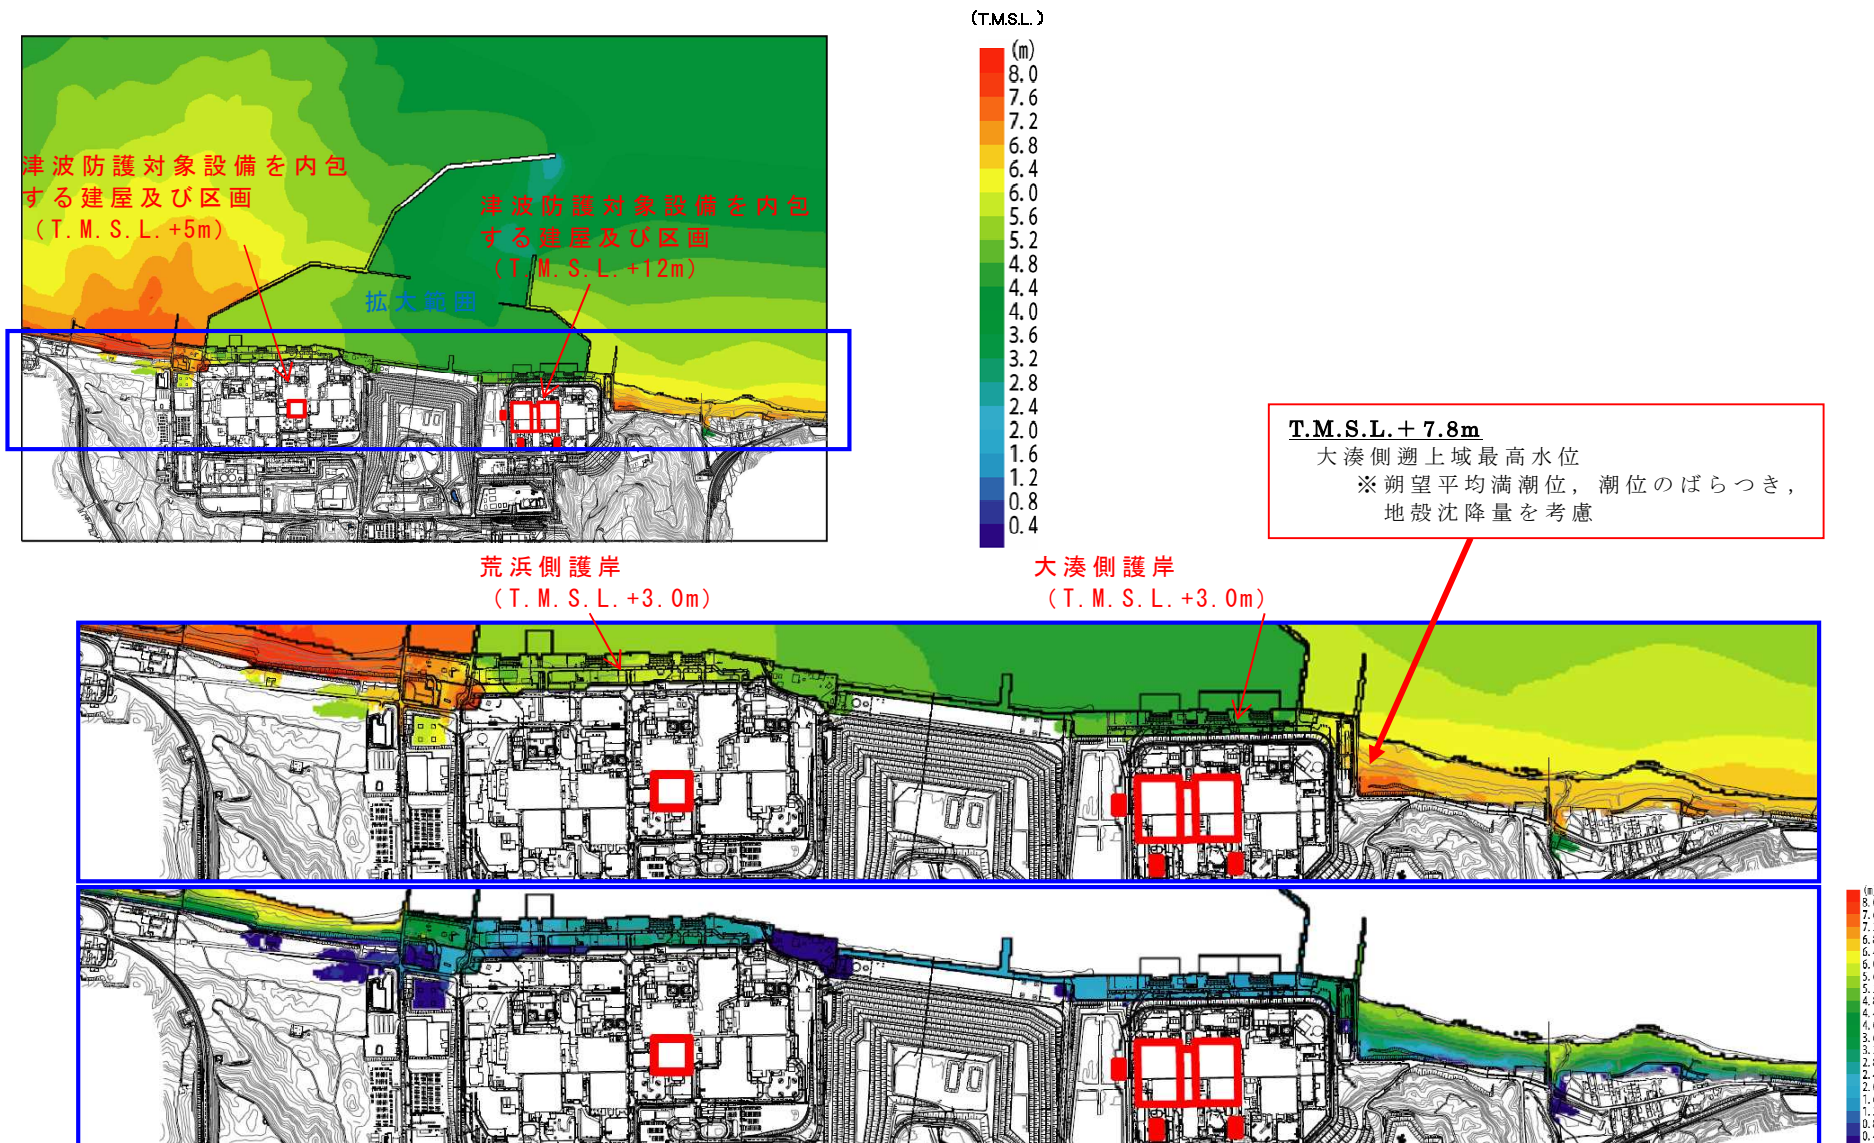 (T.M.S.L.)
(m)
8.0
7.6
7.2
6.8
6.4
6.0
5.6
5.2
4.8
4.4
4.0
3.6
3.2
2.8
2.4
2.0
1.6
1.2
0.8
0.4
津波防護対象設備を内包
する建屋及び区画
(T.M.S.L.+5m)
津波防護対象設備を内包
する建屋及び区画
(T.M.S.L.+12m)
拡大範囲
T.M.S.L.+7.8m
大湊側遡上域最高水位
※朔望平均満潮位，潮位のばらつき，
地殻沈降量を考慮
荒浜側護岸
(T.M.S.L.+3.0m)
大湊側護岸
(T.M.S.L.+3.0m)